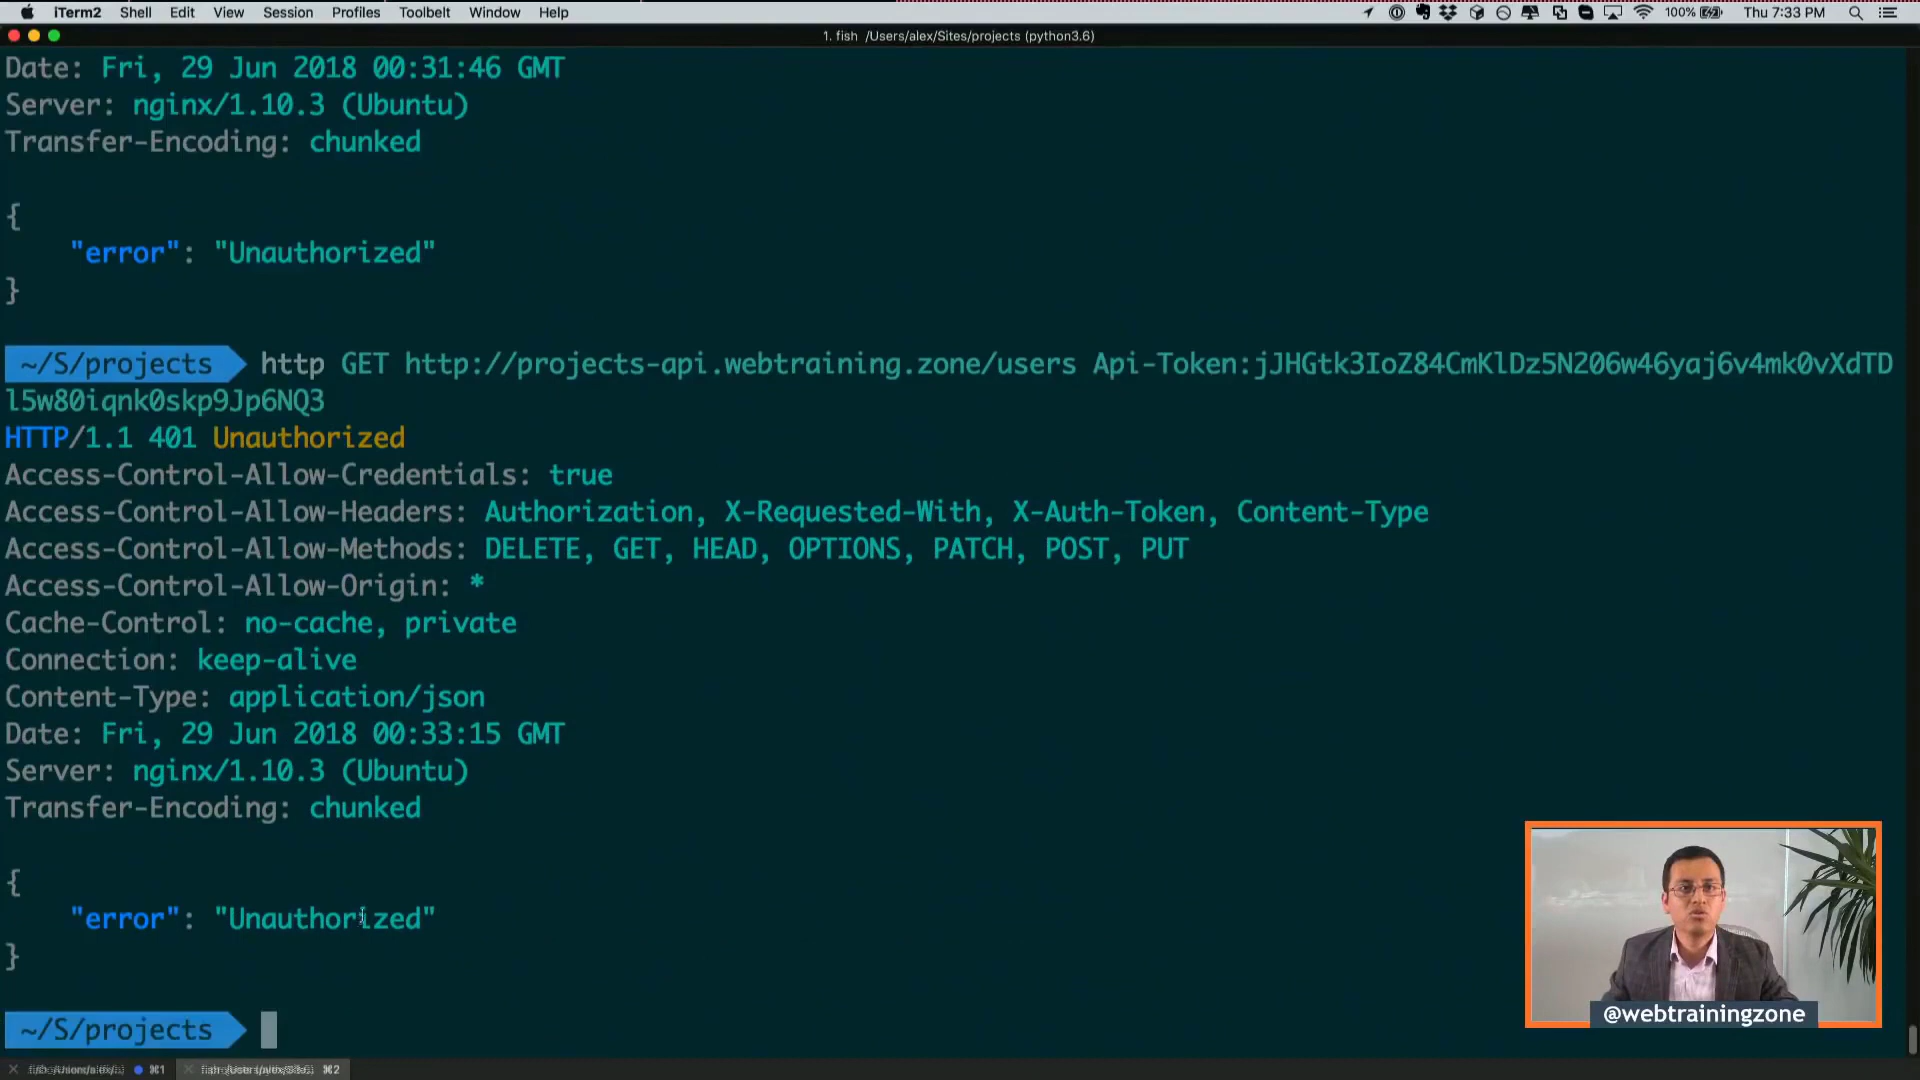 iTerm2 Shell Edit View Session Profiles Toolbelt Window Help 100% Thu 7:33 PM
1. fish /Users/alex/Sites/projects (python3.6)
Date: Fri, 29 Jun 2018 00:31:46 GMT
Server: nginx/1.10.3 (Ubuntu)
Transfer-Encoding: chunked
{
"error": "Unauthorized"
}
~/S/projects http GET http://projects-api.webtraining.zone/users Api-Token:jJHGtk3IoZ84CmKlDz5N206w46yaj6v4mk0vXdTD
l5w80iqnk0skp9Jp6NQ3
HTTP/1.1 401 Unauthorized
Access-Control-Allow-Credentials: true
Access-Control-Allow-Headers: Authorization, X-Requested-With, X-Auth-Token, Content-Type
Access-Control-Allow-Methods: DELETE, GET, HEAD, OPTIONS, PATCH, POST, PUT
Access-Control-Allow-Origin: *
Cache-Control: no-cache, private
Connection: keep-alive
Content-Type: application/json
Date: Fri, 29 Jun 2018 00:33:15 GMT
Server: nginx/1.10.3 (Ubuntu)
Transfer-Encoding: chunked
{
"error": "Unauthorized"
}
@webtrainingzone
~/S/projects
⌘1 ⌘2